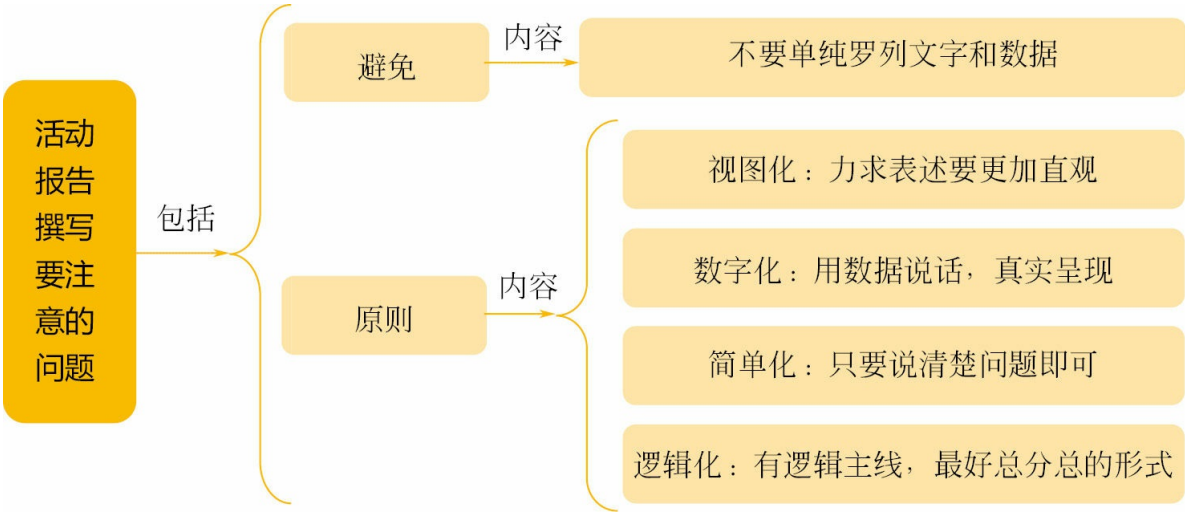 活动
报告
撰写
要注
意的
问题
包括
避免
内容
不要单纯罗列文字和数据
原则
内容
视图化：力求表述要更加直观
数字化：用数据说话，真实呈现
简单化：只要说清楚问题即可
逻辑化：有逻辑主线，最好总分总的形式